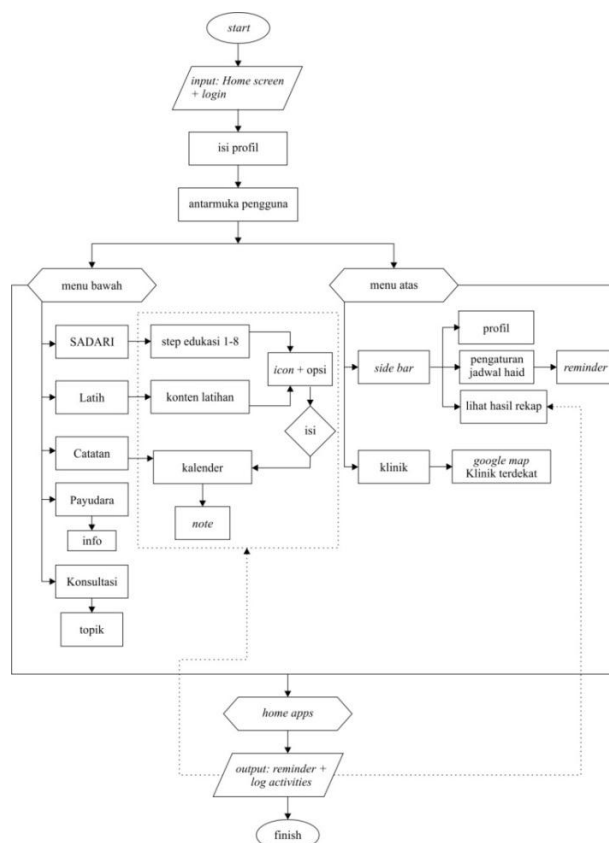 start
input: Home screen
+ login
isi profil
antarmuka pengguna
menu bawah
menu atas
SADARI
step edukasi 1-8
icon + opsi
Latih
konten latihan
isi
Catatan
kalender
note
Payudara
info
Konsultasi
topik
side bar
profil
pengaturan
jadwal haid
reminder
lihat hasil rekap
klinik
google map
Klinik terdekat
home apps
output: reminder +
log activities
finish